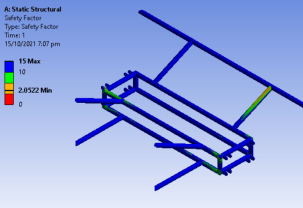 A: Static Structural
Safety Factor
Type: Safety Factor
Time: 1
15/10/2021 7:07 pm
15 Max
10
5
2.0522 Min
0